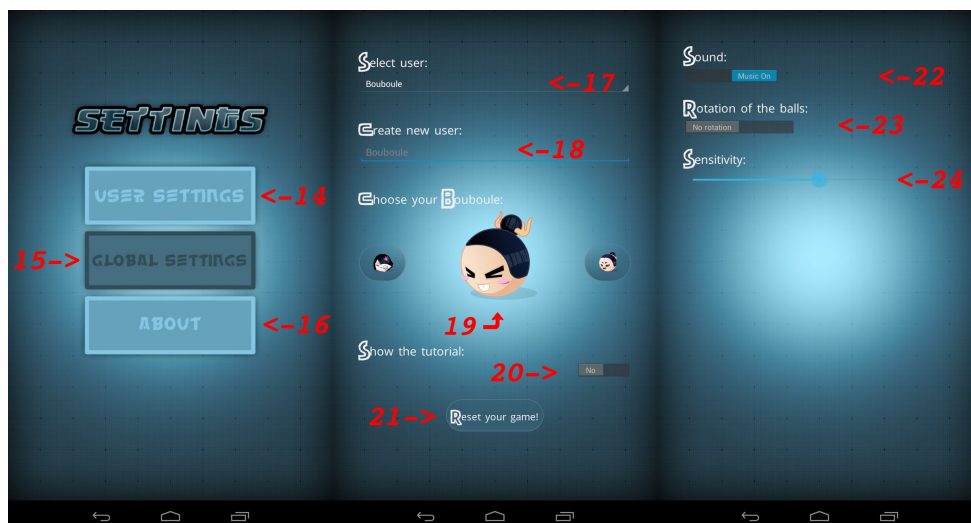 SETTINGS
USER SETTINGS <-14
15-> GLOBAL SETTINGS
ABOUT <-16
Select user:
Bouboule <-17
Create new user:
Bouboule <-18
Choose your Bouboule:
19
Show the tutorial:
20-> No
21-> Reset your game!
Sound:
Music On <-22
Rotation of the balls:
No rotation <-23
Sensitivity:
<-24